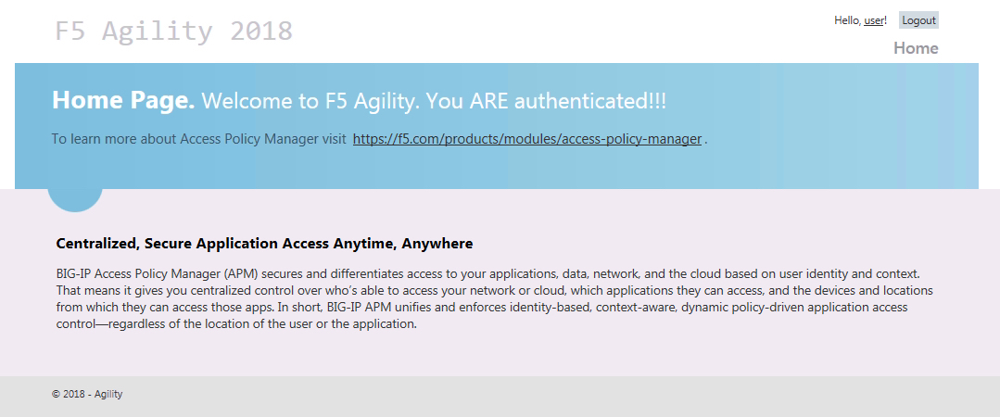 F5 Agility 2018
Hello, user! Logout
Home
Home Page. Welcome to F5 Agility. You ARE authenticated!!!
To learn more about Access Policy Manager visit https://f5.com/products/modules/access-policy-manager .
Centralized, Secure Application Access Anytime, Anywhere
BIG-IP Access Policy Manager (APM) secures and differentiates access to your applications, data, network, and the cloud based on user identity and context.
That means it gives you centralized control over who’s able to access your network or cloud, which applications they can access, and the devices and locations
from which they can access those apps. In short, BIG-IP APM unifies and enforces identity-based, context-aware, dynamic policy-driven application access
control—regardless of the location of the user or the application.
© 2018 - Agility